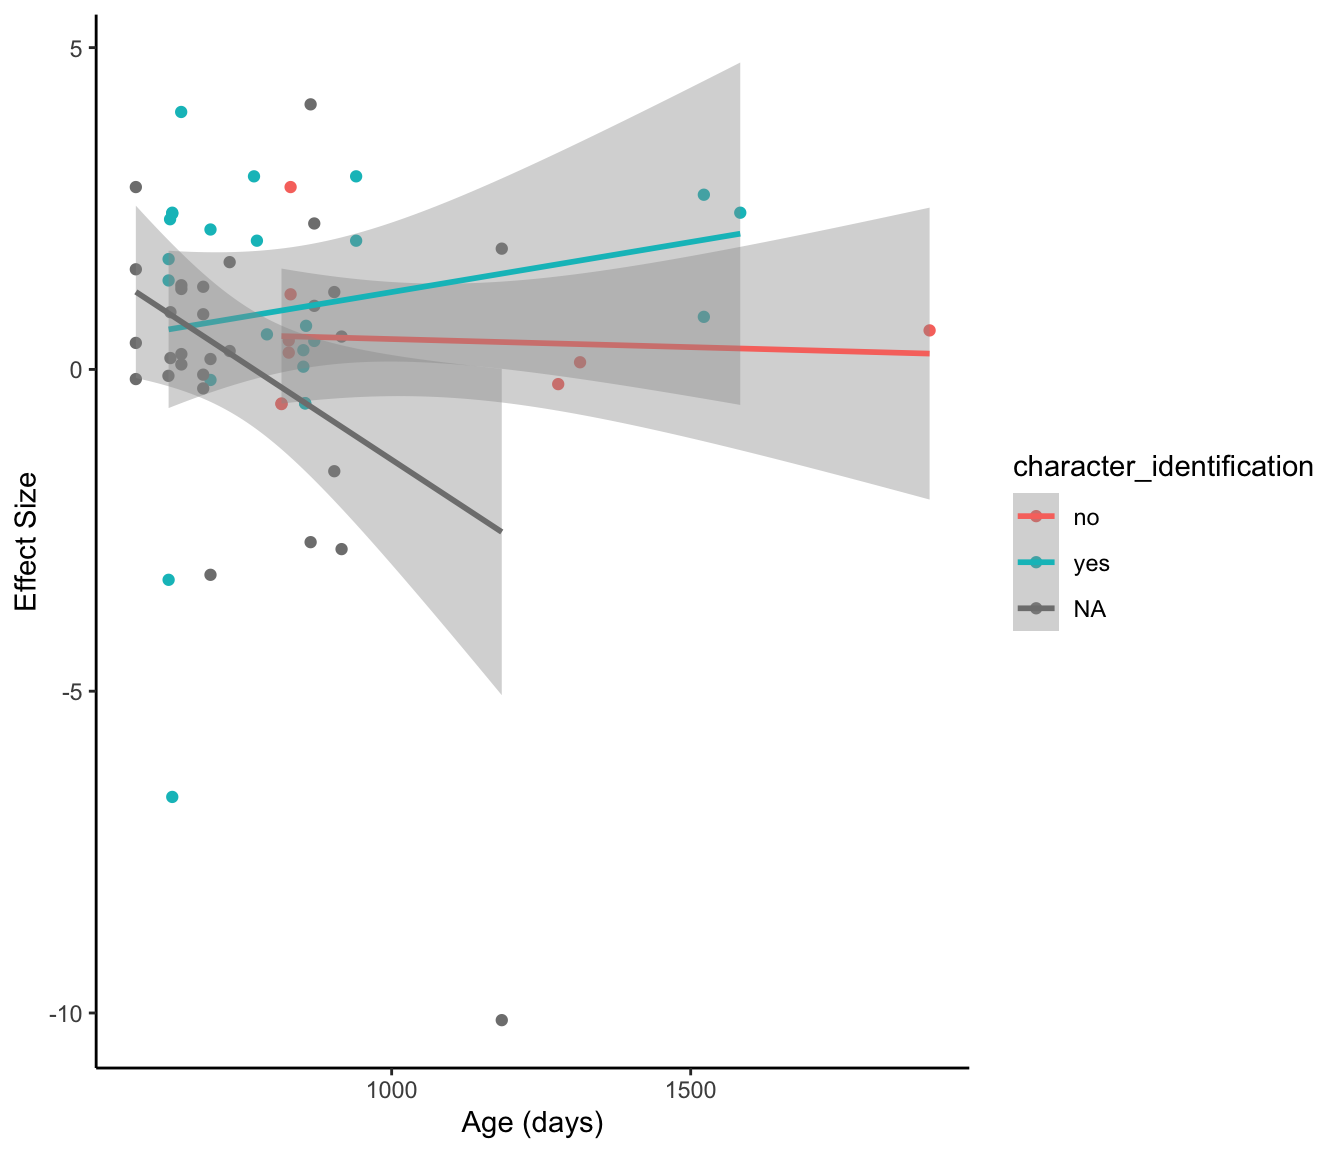 Effect Size
5
0
-5
-10
1000
1500
Age (days)
character_identification
no
yes
NA